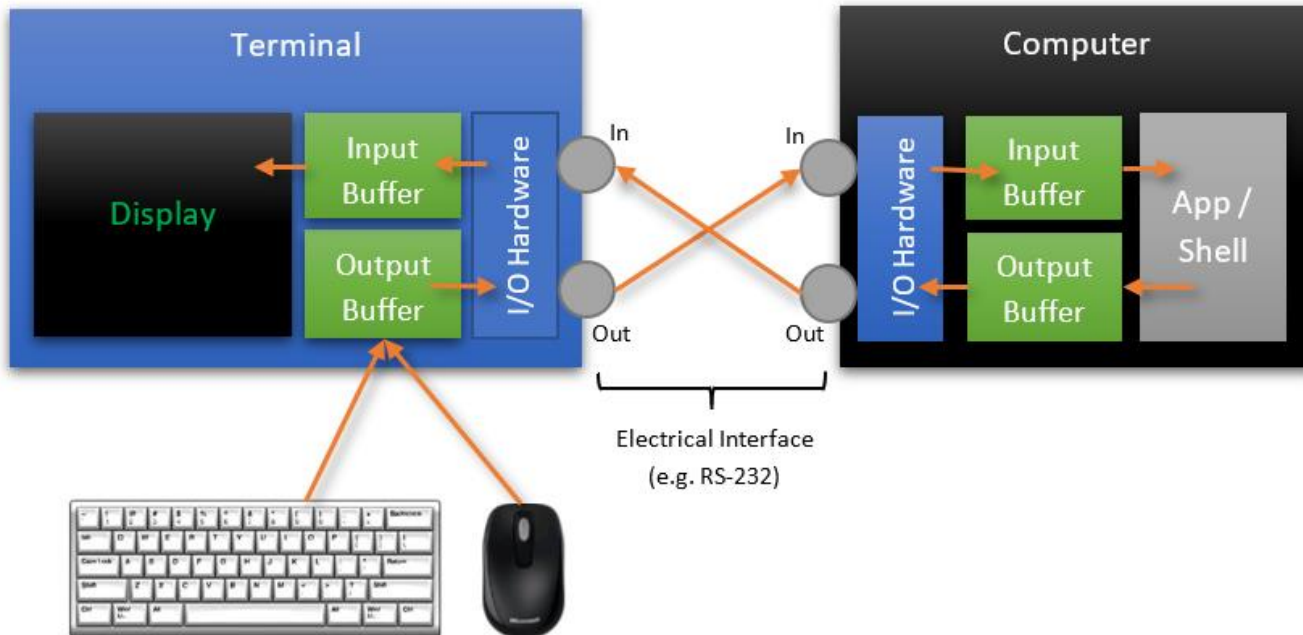 Terminal
Computer
Display
Input
Buffer
Output
Buffer
I/O Hardware
In
Out
In
Out
I/O Hardware
Input
Buffer
Output
Buffer
App /
Shell
Electrical Interface
(e.g. RS-232)
Microsoft